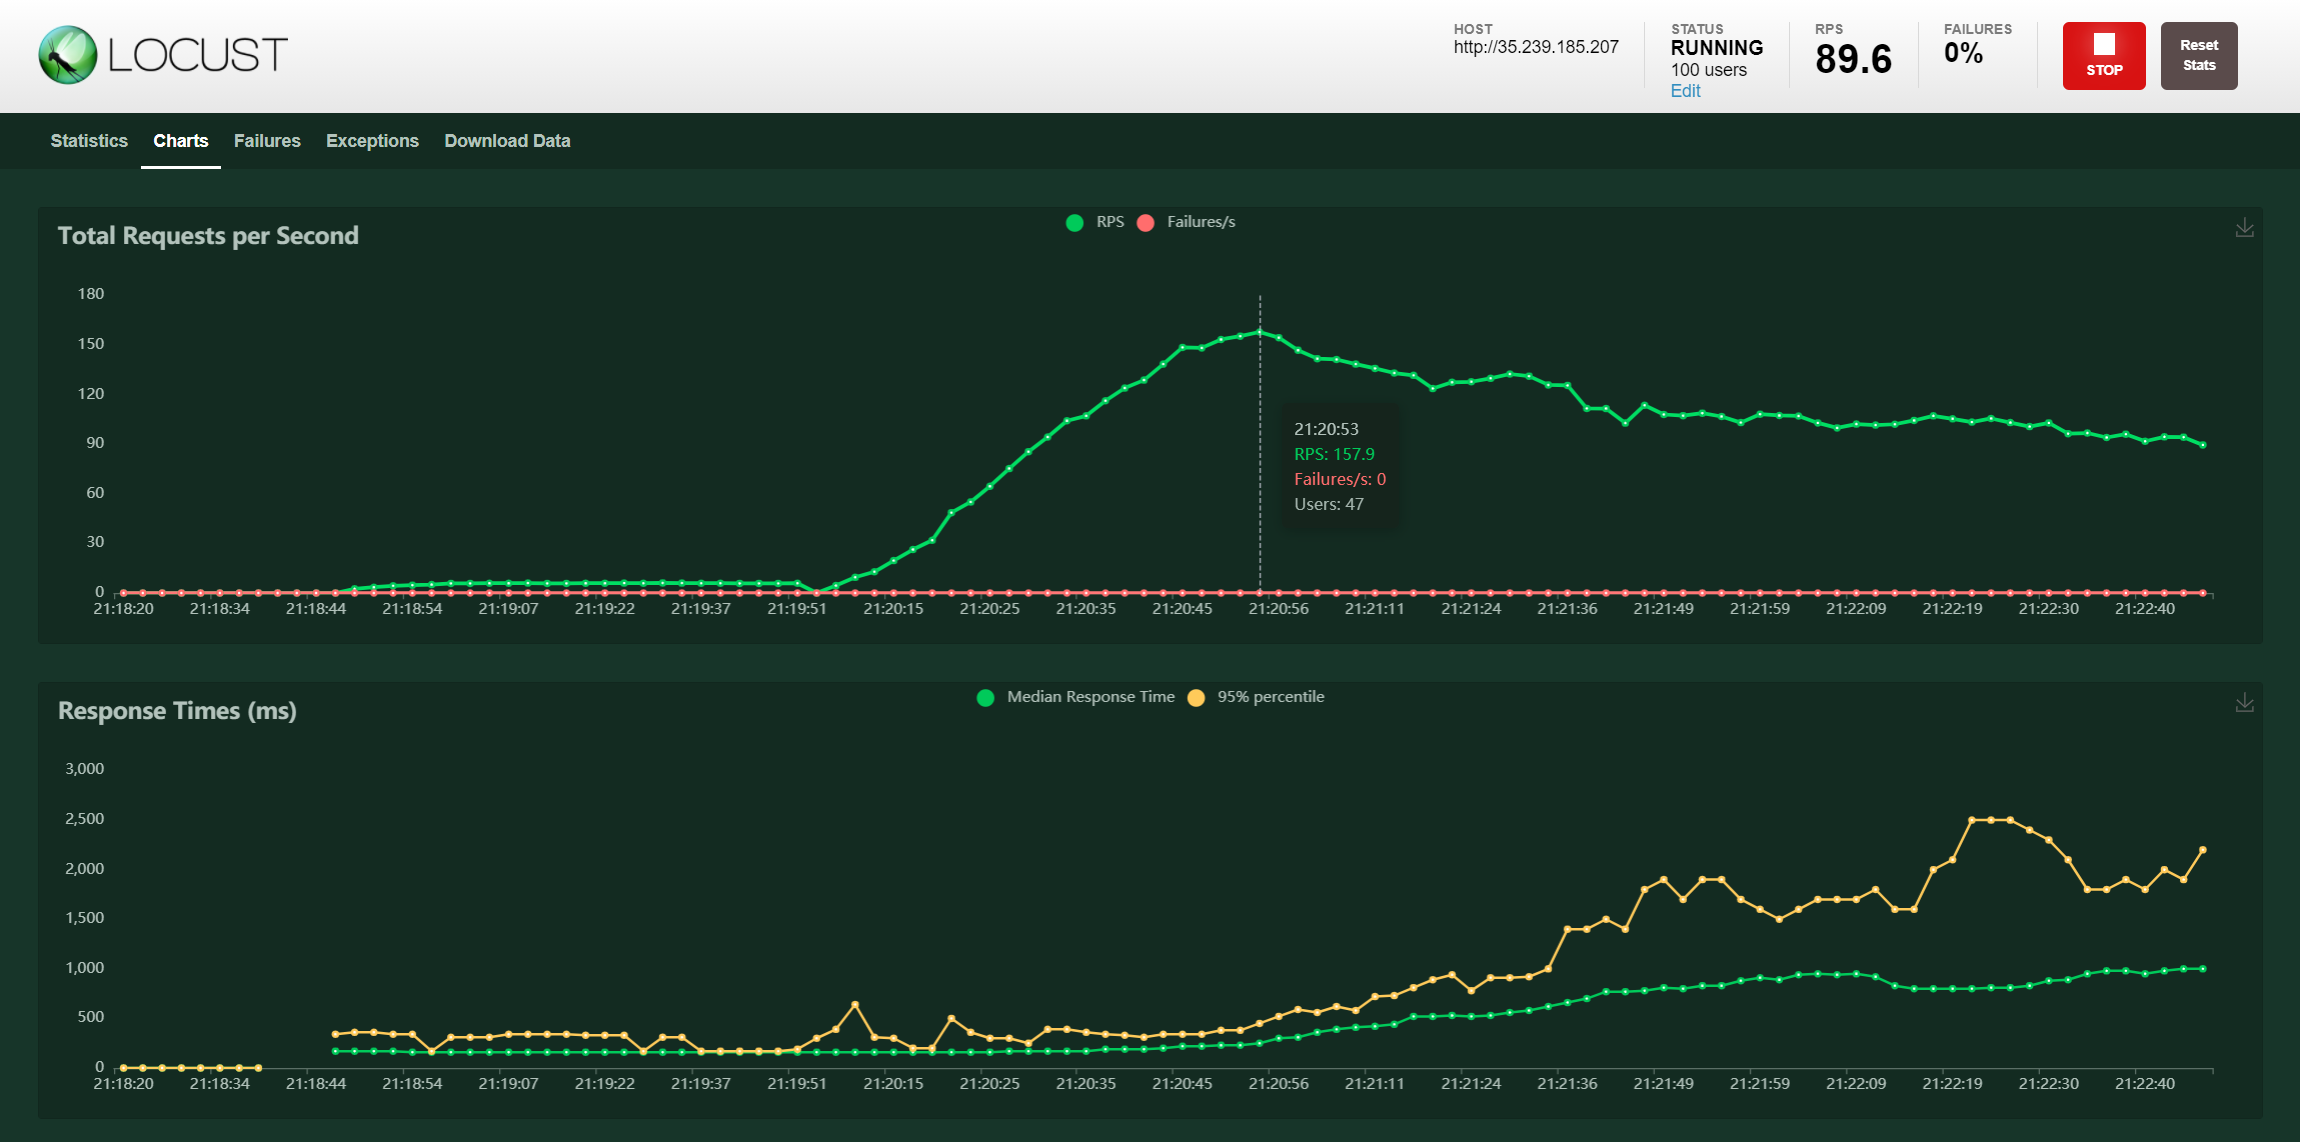 LOCUST
HOST
http://35.239.185.207
STATUS
RUNNING
100 users
Edit
RPS
89.6
FAILURES
0%
STOP
Reset
Stats
Statistics Charts Failures Exceptions Download Data
Total Requests per Second
RPS Failures/s
180
150
120
90
60
30
0
21:20:53
RPS: 157.9
Failures/s: 0
Users: 47
21:18:20 21:18:34 21:18:44 21:18:54 21:19:07 21:19:22 21:19:37 21:19:51 21:20:15 21:20:25 21:20:35 21:20:45 21:20:56 21:21:11 21:21:24 21:21:36 21:21:49 21:21:59 21:22:09 21:22:19 21:22:30 21:22:40
Response Times (ms)
Median Response Time 95% percentile
3,000
2,500
2,000
1,500
1,000
500
0
21:18:20 21:18:34 21:18:44 21:18:54 21:19:07 21:19:22 21:19:37 21:19:51 21:20:15 21:20:25 21:20:35 21:20:45 21:20:56 21:21:11 21:21:24 21:21:36 21:21:49 21:21:59 21:22:09 21:22:19 21:22:30 21:22:40